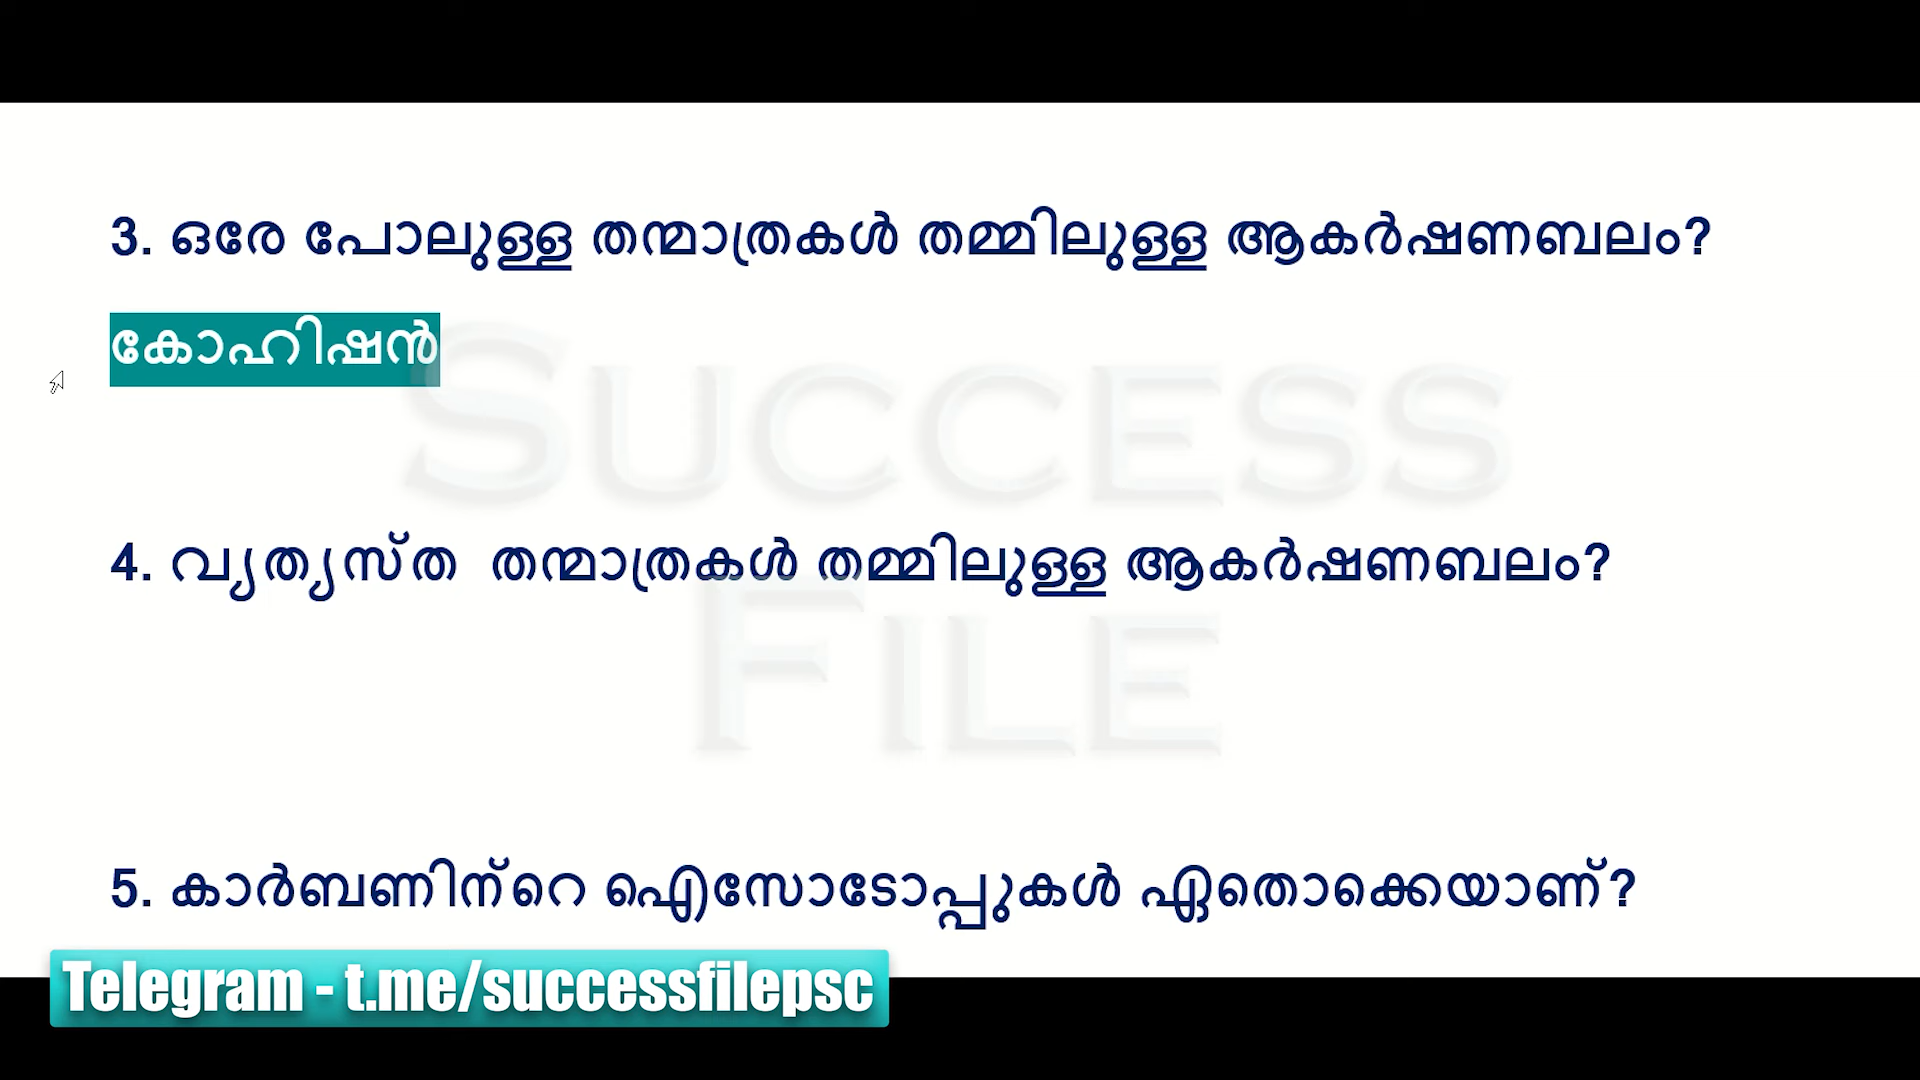 3. ഒരേ പോലുള്ള തന്മാത്രകൾ തമ്മിലുള്ള ആകർഷണബലം?
കോഹിഷൻ
SUCCESS
4. വ്യത്യസ്ത തന്മാത്രകൾ തമ്മിലുള്ള ആകർഷണബലം?
FILE
5. കാർബണിന്റെ ഐസോടോപ്പുകൾ ഏതൊക്കെയാണ്?
Telegram - t.me/successfilepsc